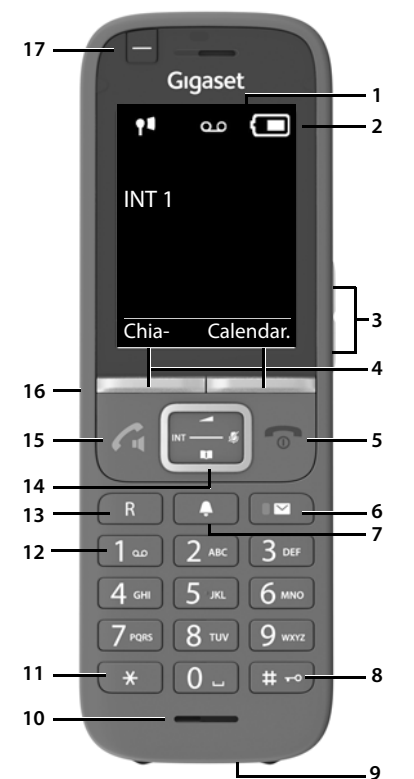 17
Gigaset
1
2
INT 1
Chia-
Calendar.
3
4
16
15
INT
5
14
13
R
6
7
12
1
2 ABC
3 DEF
4 GHI
5 JKL
6 MNO
7 PQRS
8 TUV
9 WXYZ
11
*
0
#
8
10
9